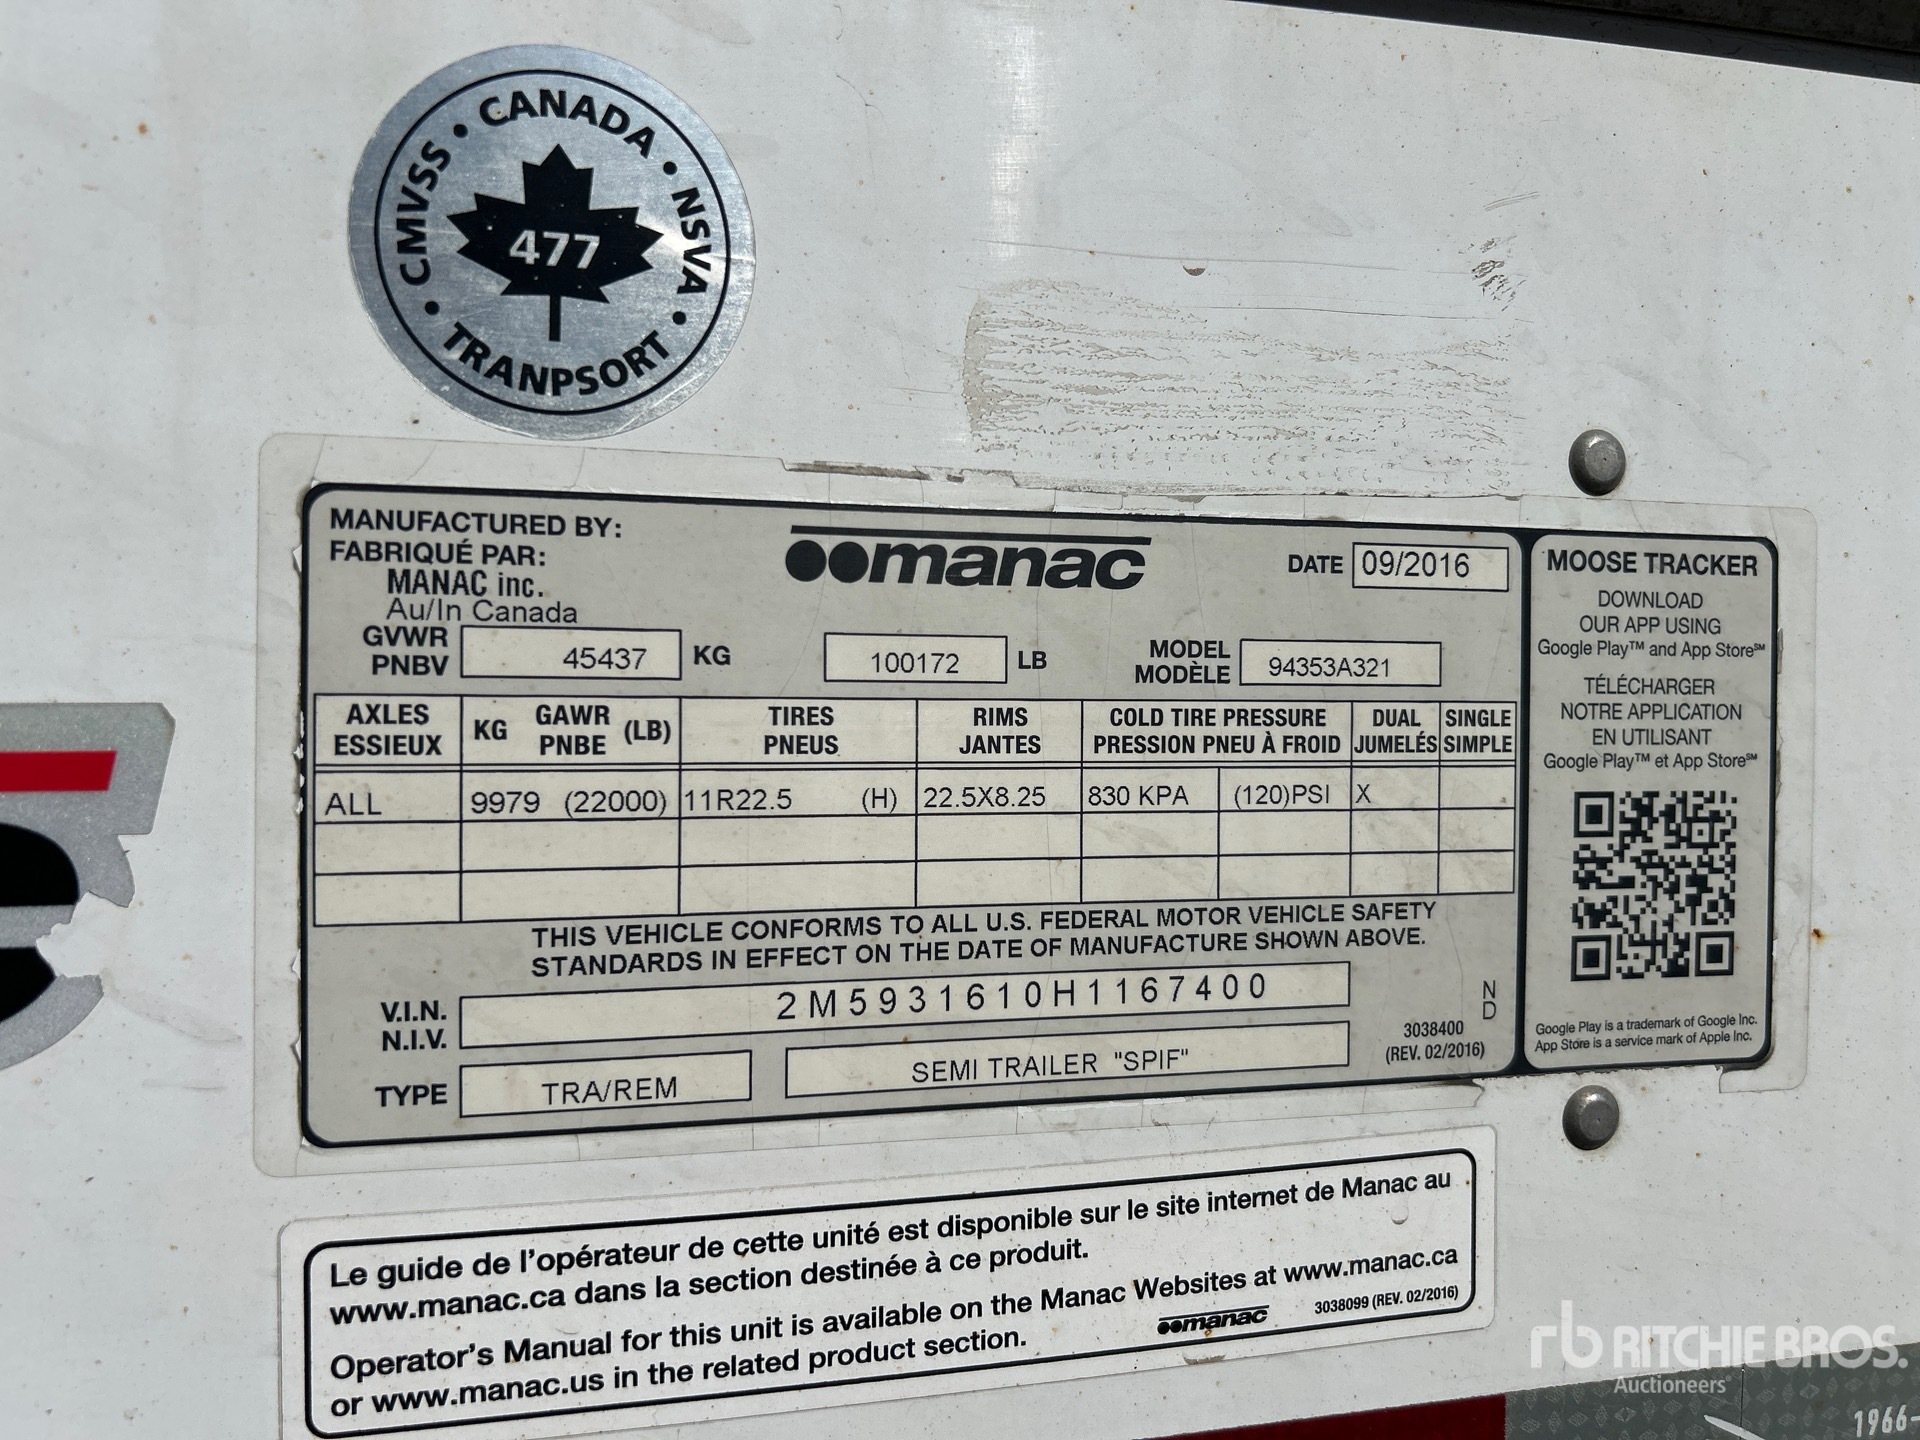 CANADA • NSVA • TRANPSORT • CMVSS •
477
MANUFACTURED BY:
FABRIQUÉ PAR:
MANAC inc.
Au/In Canada
manac
DATE 09/2016
GVWR
PNBV
45437 KG
100172 LB
MODEL
MODÈLE
94353A321
AXLES
ESSIEUX
KG GAWR
PNBE (LB)
TIRES
PNEUS
RIMS
JANTES
COLD TIRE PRESSURE
PRESSION PNEU À FROID
DUAL
JUMELÉS
SINGLE
SIMPLE
ALL 9979 (22000) 11R22.5 (H) 22.5X8.25 830 KPA (120)PSI X
THIS VEHICLE CONFORMS TO ALL U.S. FEDERAL MOTOR VEHICLE SAFETY
STANDARDS IN EFFECT ON THE DATE OF MANUFACTURE SHOWN ABOVE.
V.I.N.
N.I.V.
2M5931610H1167400
TYPE TRA/REM SEMI TRAILER "SPIF"
N
D
3038400
(REV. 02/2016)
MOOSE TRACKER
DOWNLOAD
OUR APP USING
Google Play™ and App Store℠
TÉLÉCHARGER
NOTRE APPLICATION
EN UTILISANT
Google Play™ et App Store℠
Google Play is a trademark of Google Inc.
App Store is a service mark of Apple Inc.
Le guide de l'opérateur de cette unité est disponible sur le site internet de Manac au
www.manac.ca dans la section destinée à ce produit.
Operator's Manual for this unit is available on the Manac Websites at www.manac.ca
or www.manac.us in the related product section.
manac
3038099 (REV. 02/2016)
rb RITCHIE BROS.
Auctioneers
1966-